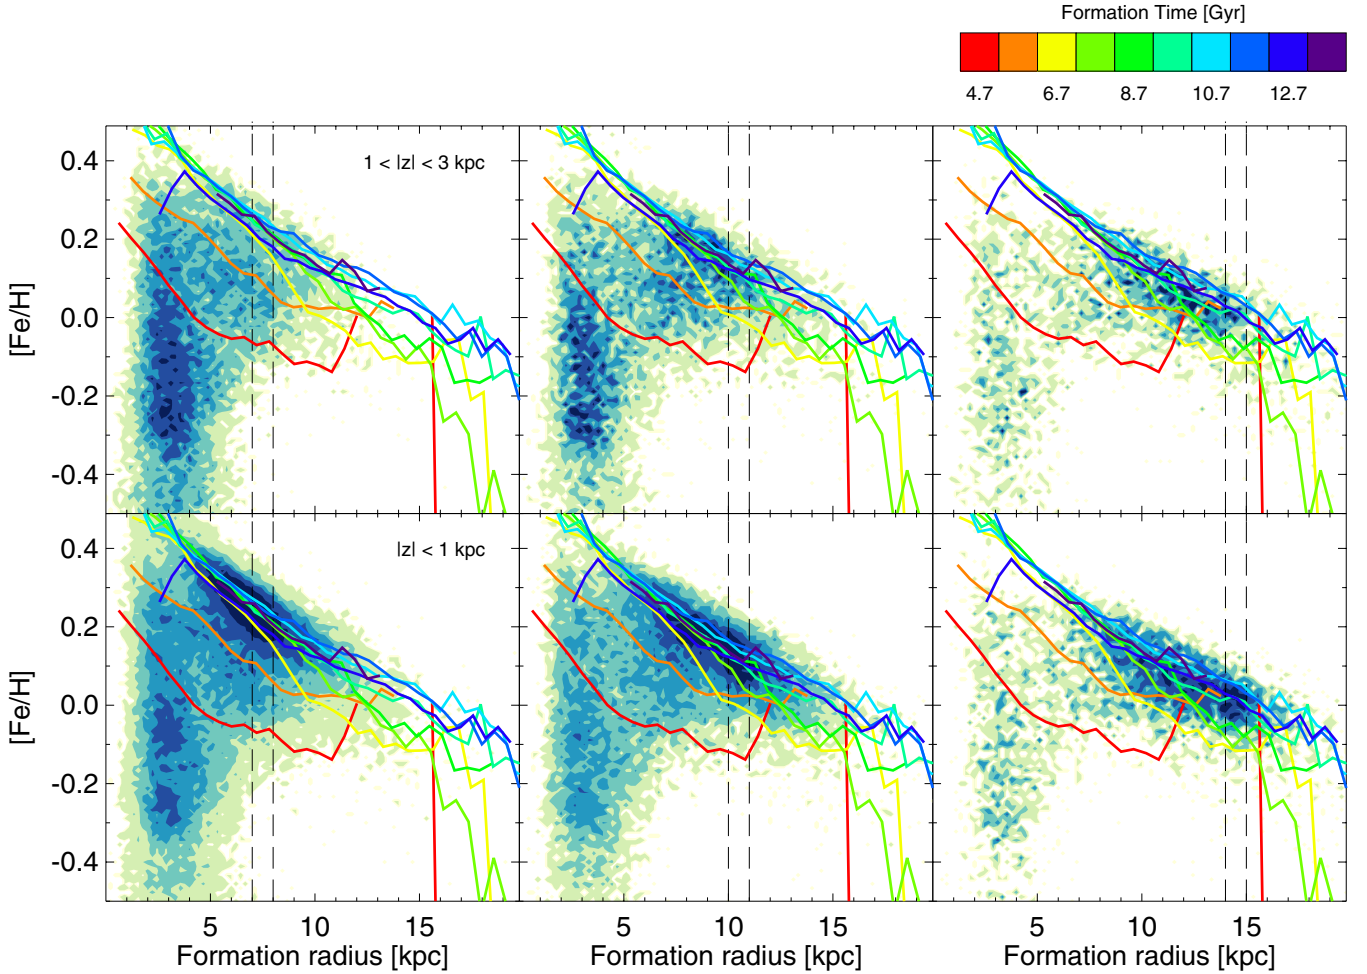 Formation Time [Gyr]
4.7 6.7 8.7 10.7 12.7
1 < |z| < 3 kpc
0.4
0.2
0.0
-0.2
-0.4
[Fe/H]
|z| < 1 kpc
0.4
0.2
0.0
-0.2
-0.4
[Fe/H]
5 10 15 5 10 15 5 10 15
Formation radius [kpc] Formation radius [kpc] Formation radius [kpc]